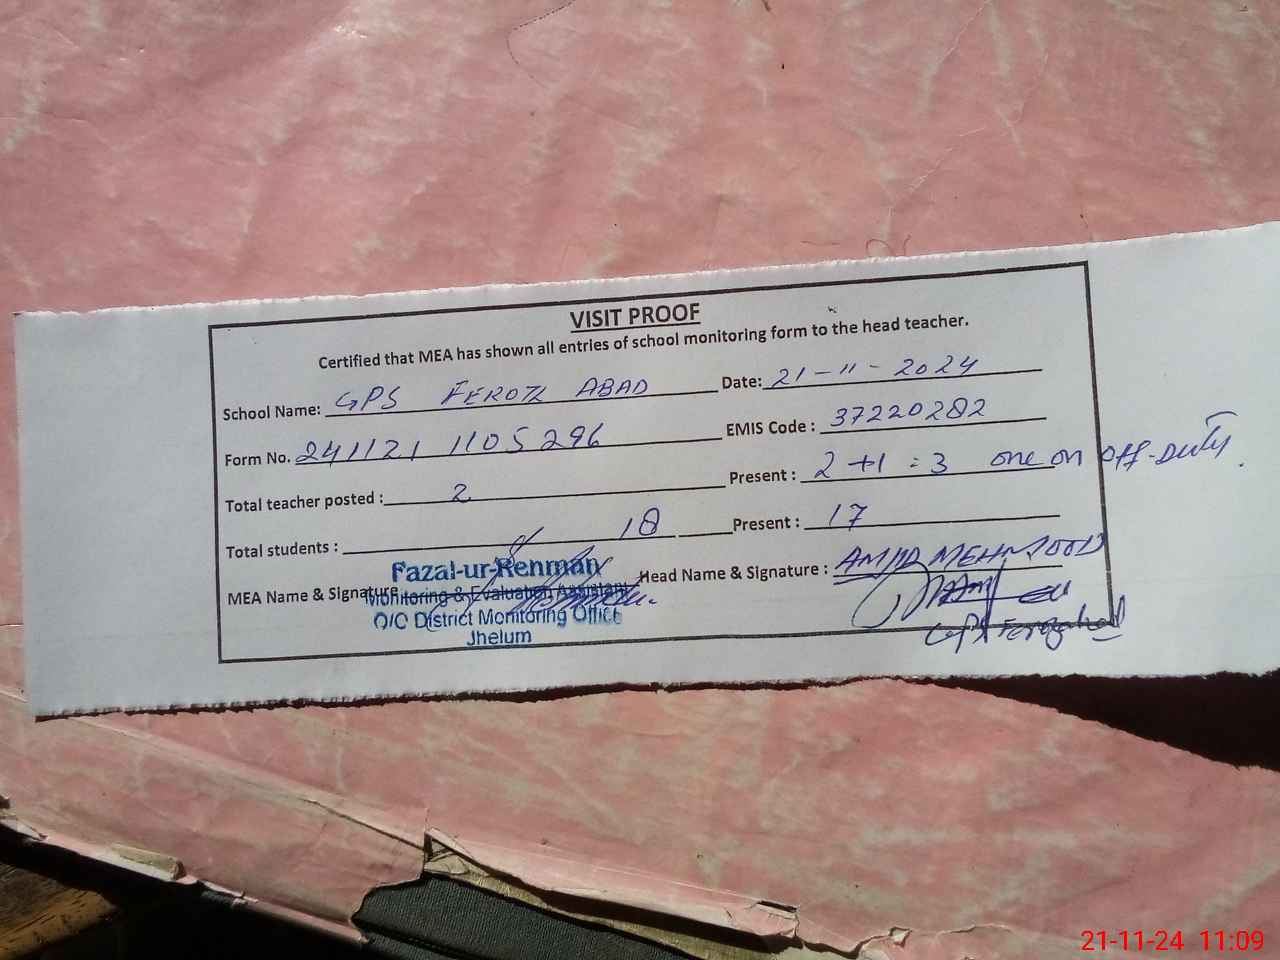 VISIT PROOF
Certified that MEA has shown all entries of school monitoring form to the head teacher.
School Name: GPS FEROZ ABAD Date: 21-11-2024
Form No. 241121 1105296 EMIS Code : 37220282
Total teacher posted : 2 Present : 2+1=3 one on off-Duty.
Total students : 18 Present : 17
MEA Name & Signature Head Name & Signature : AMJID MEHMOOD
Fazal-ur-Rehman
Monitoring & Evaluation Assistant
O/O District Monitoring Office
Jhelum
GPS Ferozabad
21-11-24 11:09